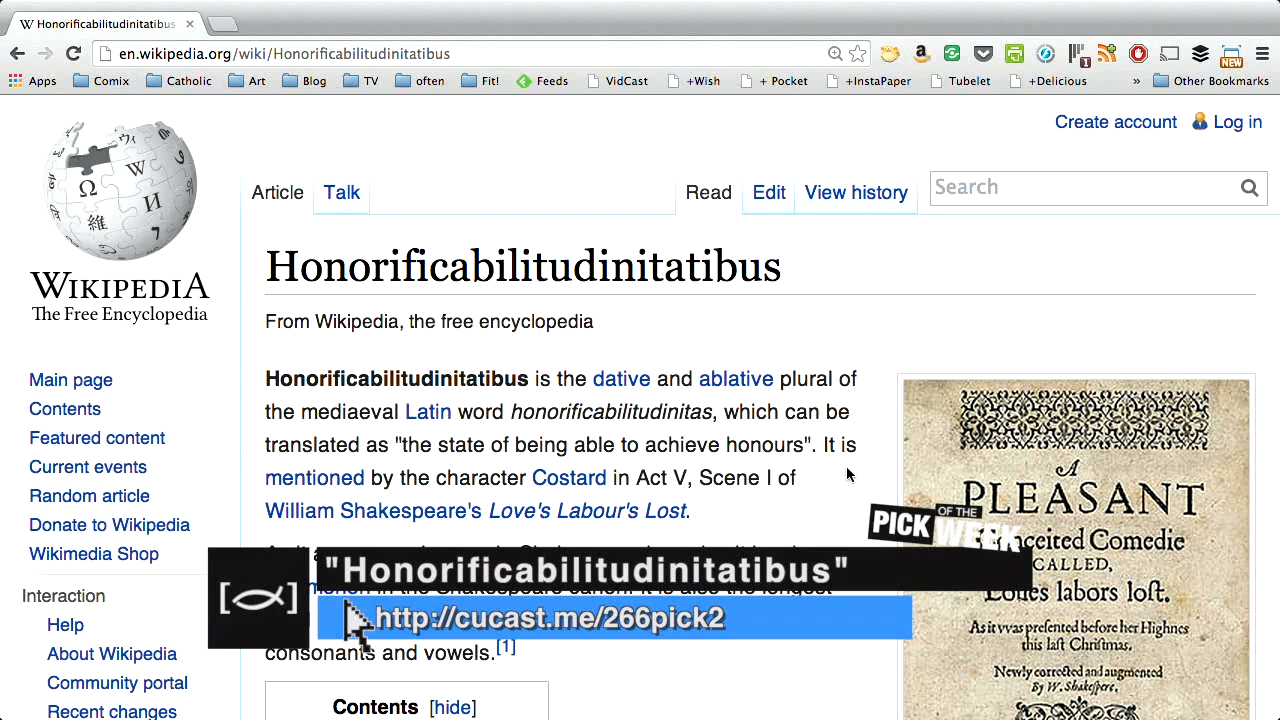 Honorificabilitudinitatibus
en.wikipedia.org/wiki/Honorificabilitudinitatibus
1
NEW
Apps Comix Catholic Art Blog TV often Fit! Feeds VidCast +Wish + Pocket +InstaPaper Tubelet +Delicious » Other Bookmarks
Create account Log in
Article Talk Read Edit View history Search
WIKIPEDIA
The Free Encyclopedia
Honorificabilitudinitatibus
From Wikipedia, the free encyclopedia
Main page
Contents
Featured content
Current events
Random article
Donate to Wikipedia
Wikimedia Shop
Interaction
Help
About Wikipedia
Community portal
Recent changes
Honorificabilitudinitatibus is the dative and ablative plural of
the mediaeval Latin word honorificabilitudinitas, which can be
translated as "the state of being able to achieve honours". It is
mentioned by the character Costard in Act V, Scene I of
William Shakespeare's Love's Labour's Lost.
consonants and vowels.[1]
Contents [hide]
A
PLEASANT
Conceited Comedie
CALLED,
Loues labors lost.
As it was presented before her Highnes
this last Christmas.
Newly corrected and augmented
By W. Shakespere.
PICK OF THE WEEK
"Honorificabilitudinitatibus"
http://cucast.me/266pick2